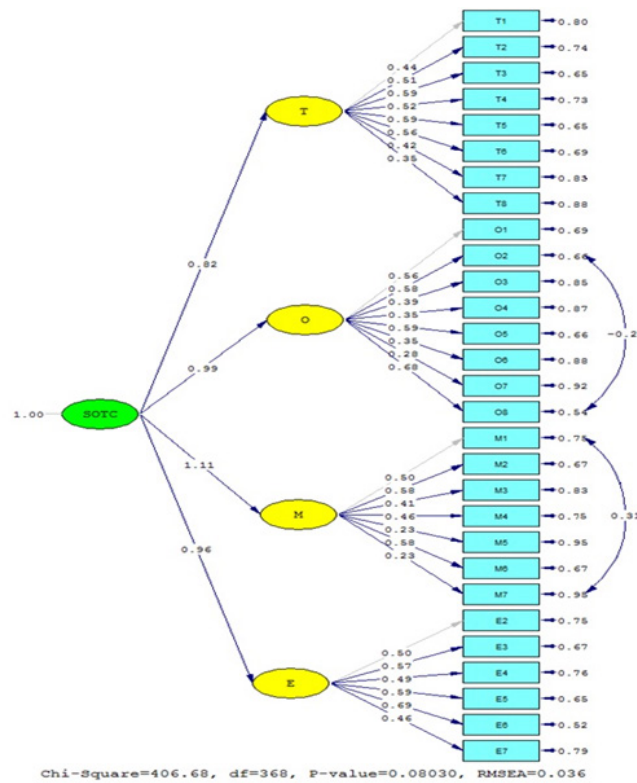 T1 0.80
T2 0.74
0.44
T3 0.65
0.51
0.59
T4 0.73
0.52
T
0.59
T5 0.65
0.56
0.42
T6 0.69
0.35
T7 0.83
T8 0.88
O1 0.69
O2 0.66
0.82
0.56
O3 0.85
0.58
0.39
O4 0.87
0.35
O
0.59
O5 0.66
-0.2
0.35
0.28
O6 0.88
0.68
0.99
O7 0.92
O8 0.54
1.00
SOTC
M1 0.75
1.11
M2 0.67
0.50
0.58
M3 0.83
0.41
M
0.46
M4 0.75
0.31
0.23
M5 0.95
0.58
0.23
0.96
M6 0.67
M7 0.95
E2 0.75
E3 0.67
0.50
0.57
E4 0.76
E
0.49
0.59
E5 0.65
0.69
0.46
E6 0.52
E7 0.79
Chi-Square=406.68, df=368, P-value=0.08030, RMSEA=0.036